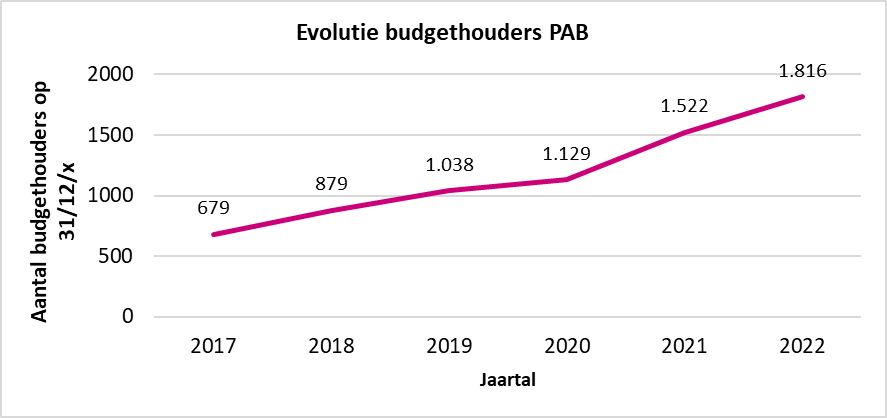 Evolutie budgethouders PAB
Aantal budgethouders op
31/12/x
2000
1500
1000
500
0
679
879
1.038
1.129
1.522
1.816
2017 2018 2019 2020 2021 2022
Jaartal